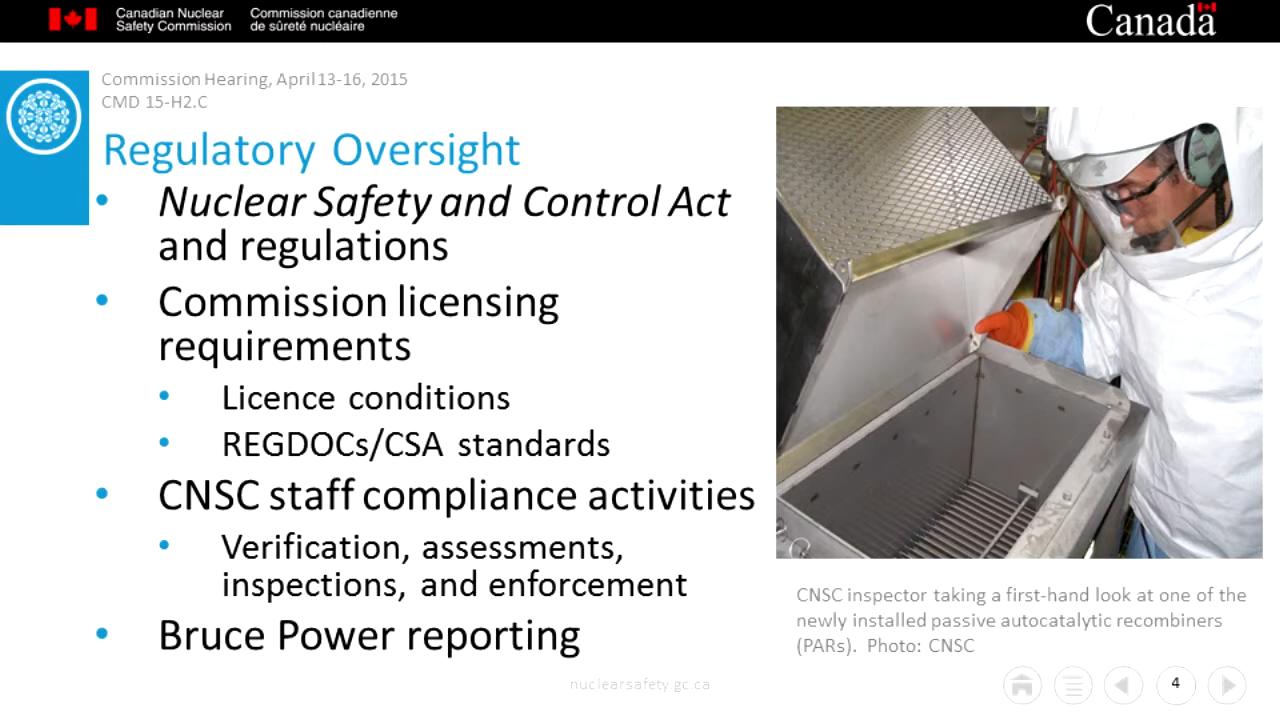 Canadian Nuclear
Safety Commission
Commission canadienne
de sûreté nucléaire
Canada
Commission Hearing, April 13-16, 2015
CMD 15-H2.C
Regulatory Oversight
• Nuclear Safety and Control Act
and regulations
• Commission licensing
requirements
• Licence conditions
• REGDOCs/CSA standards
• CNSC staff compliance activities
• Verification, assessments,
inspections, and enforcement
• Bruce Power reporting
CNSC inspector taking a first-hand look at one of the
newly installed passive autocatalytic recombiners
(PARs). Photo: CNSC
nuclearsafety.gc.ca
4